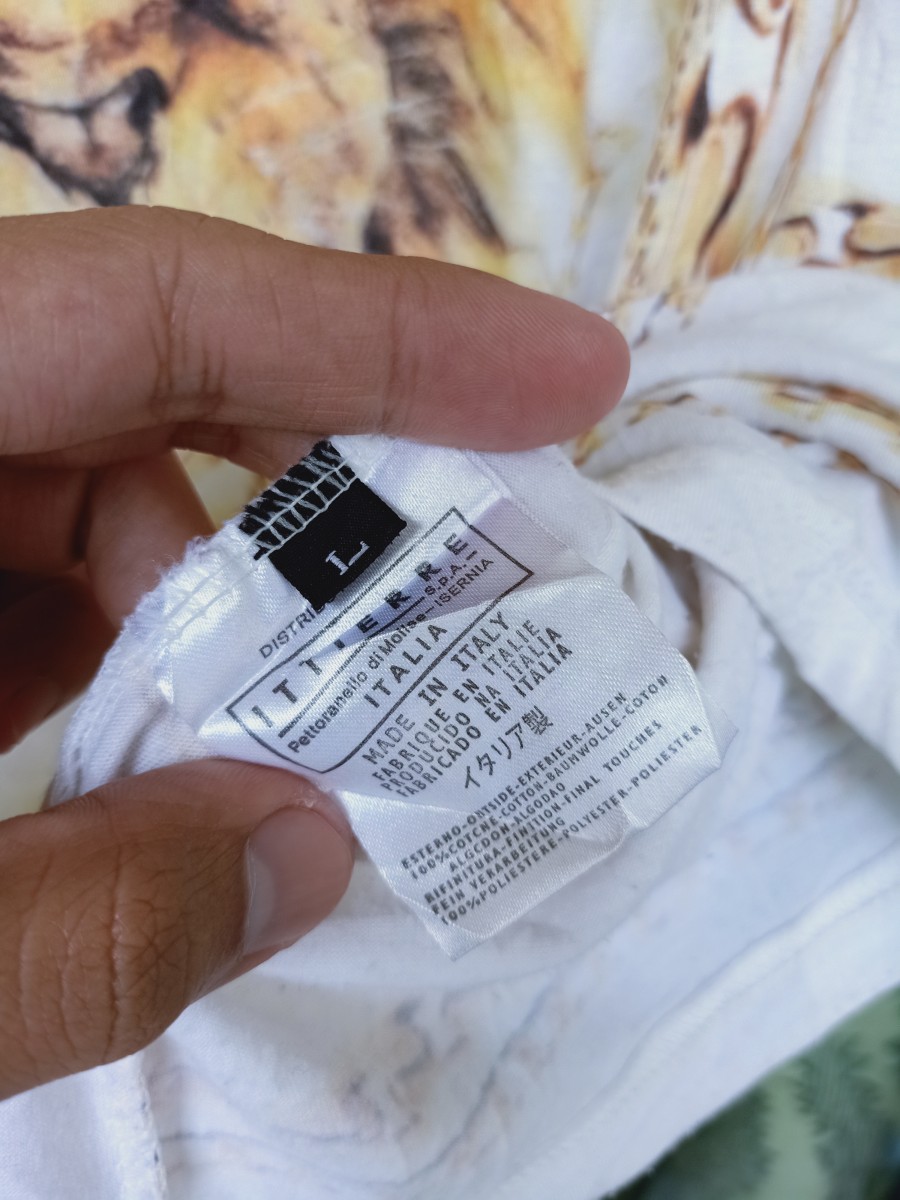 L
DISTRIB
ITTIERRE
S.P.A.
Pettoranello di Molise–ISERNIA
ITALIA
MADE IN ITALY
FABRIQUE EN ITALIE
PRODUCIDO NA ITALIA
FABRICADO EN ITALIA
イタリア製
ESTERNO-OUTSIDE-EXTERIEUR-AUSEN
100%COTONE-COTTON-BAUMWOLLE-COTON
ALGODON-ALGODAO
RIFINITURA-FINITION-FINAL TOUCHES
FEIN VERARBEITUNG
100%POLIESTERE-POLYESTER-POLIESTER